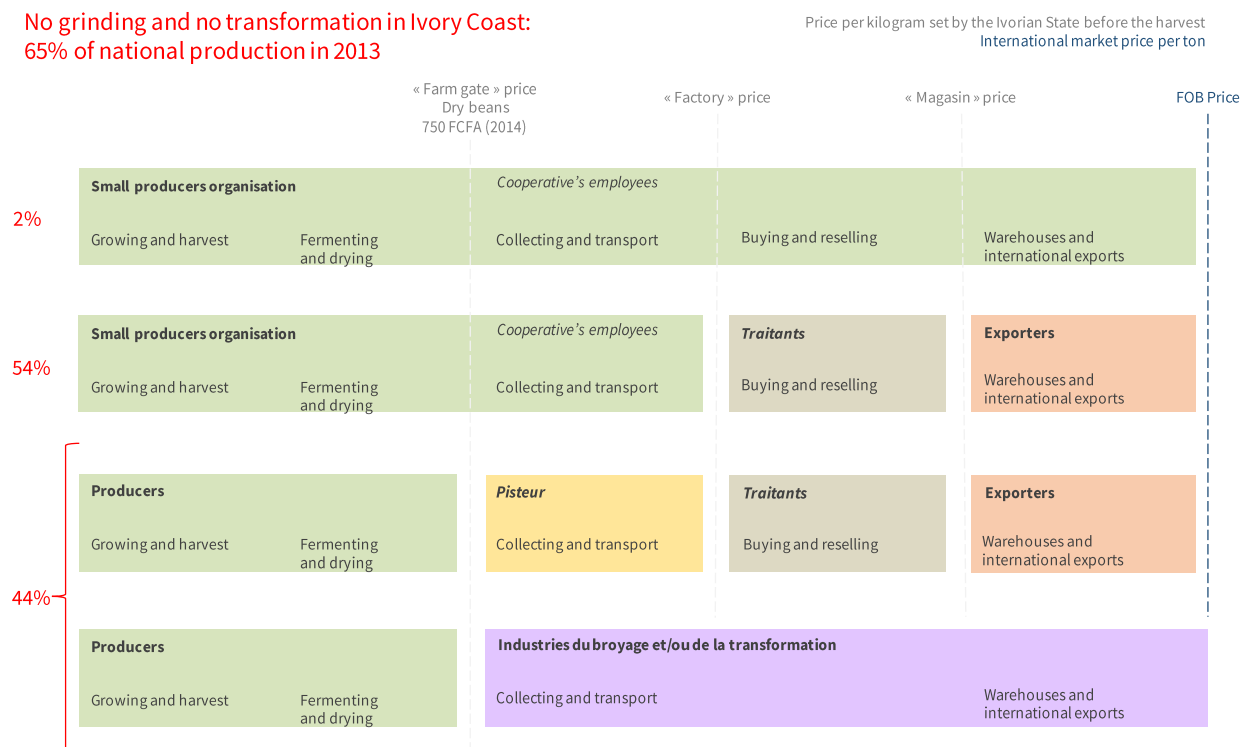 No grinding and no transformation in Ivory Coast:
65% of national production in 2013
Price per kilogram set by the Ivorian State before the harvest
International market price per ton
« Farm gate » price
Dry beans
750 FCFA (2014)
« Factory » price
« Magasin » price
FOB Price
2%
Small producers organisation
Cooperative's employees
Growing and harvest
Fermenting
and drying
Collecting and transport
Buying and reselling
Warehouses and
international exports
54%
Small producers organisation
Cooperative's employees
Traitants
Exporters
Growing and harvest
Fermenting
and drying
Collecting and transport
Buying and reselling
Warehouses and
international exports
44%
Producers
Pisteur
Traitants
Exporters
Growing and harvest
Fermenting
and drying
Collecting and transport
Buying and reselling
Warehouses and
international exports
Producers
Industries du broyage et/ou de la transformation
Growing and harvest
Fermenting
and drying
Collecting and transport
Warehouses and
international exports